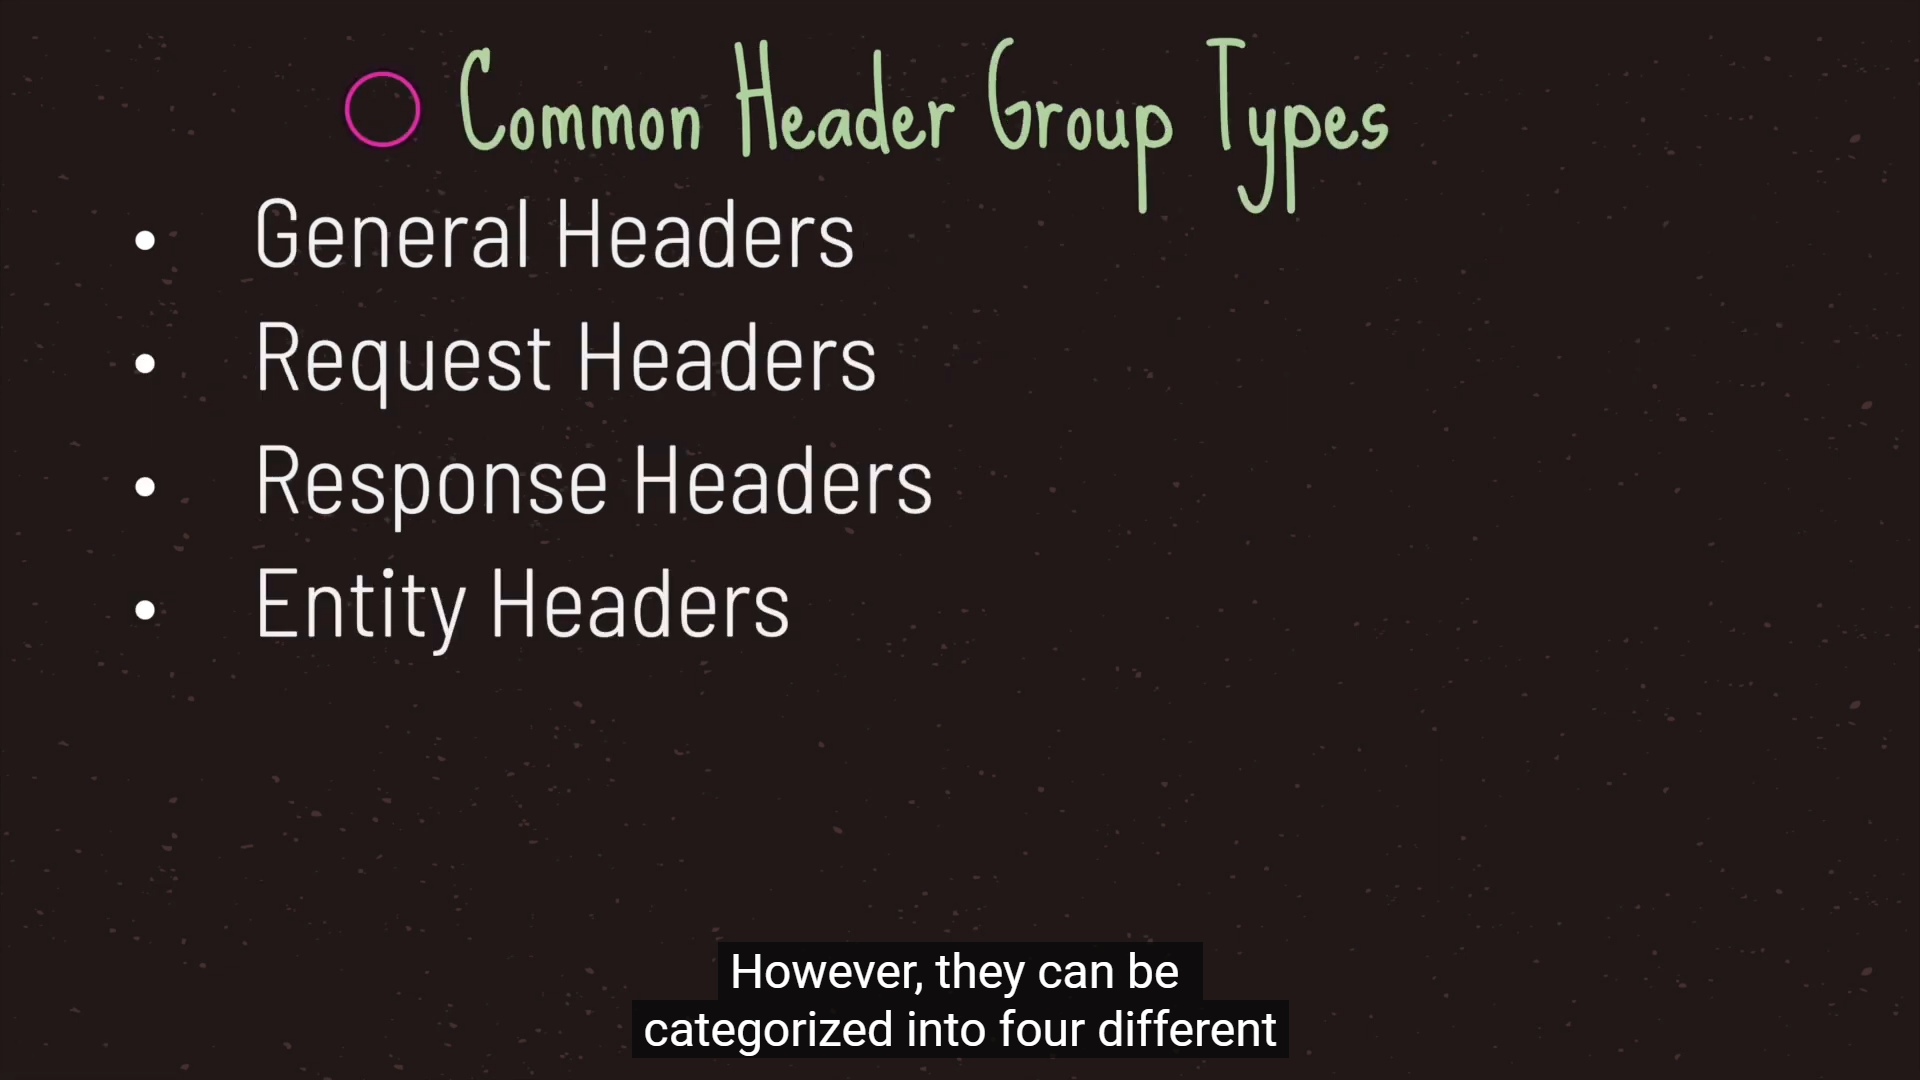 Common Header Group Types
• General Headers
• Request Headers
• Response Headers
• Entity Headers
However, they can be
categorized into four different